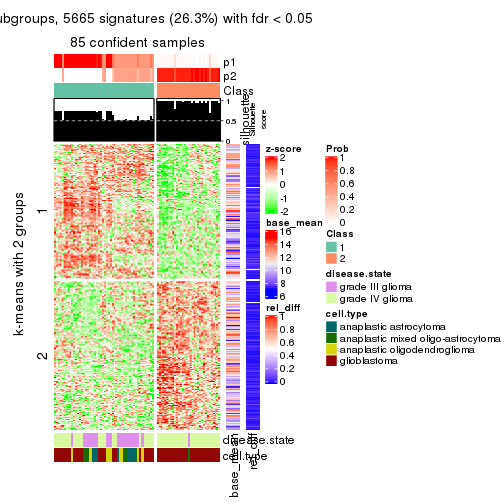 ubgroups, 5665 signatures (26.3%) with fdr < 0.05
85 confident samples
p1
p2
Class
1
0.5
0
silhouette
Silhouette
score
k-means with 2 groups
1
2
z-score
2
1
0
-1
-2
base_mean
16
14
12
10
8
6
rel_diff
1
0.8
0.6
0.4
0.2
0
Prob
1
0.8
0.6
0.4
0.2
0
Class
1
2
disease.state
grade III glioma
grade IV glioma
cell.type
anaplastic astrocytoma
anaplastic mixed oligo-astrocytoma
anaplastic oligodendroglioma
glioblastoma
disease.state
cell.type
base_mean
rel_diff